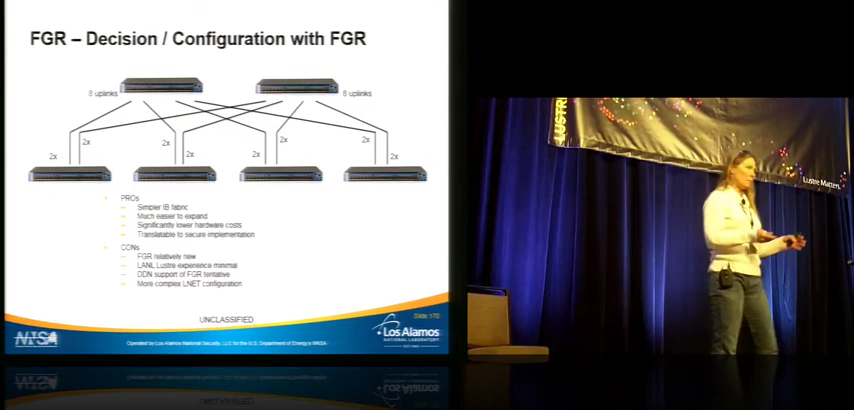 FGR – Decision / Configuration with FGR
8 uplinks
8 uplinks
2x
2x
2x
2x
2x
2x
2x
2x
PROs
Simpler IB fabric
Much easier to expand
Significantly lower hardware costs
Translatable to secure implementation
CONs
FGR relatively new
LANL Lustre experience minimal
DDN support of FGR tentative
More complex LNET configuration
UNCLASSIFIED
Operated by Los Alamos National Security, LLC for the U.S. Department of Energy's NNSA
Los Alamos
NATIONAL LABORATORY
LUSTRE
Lustre Matters